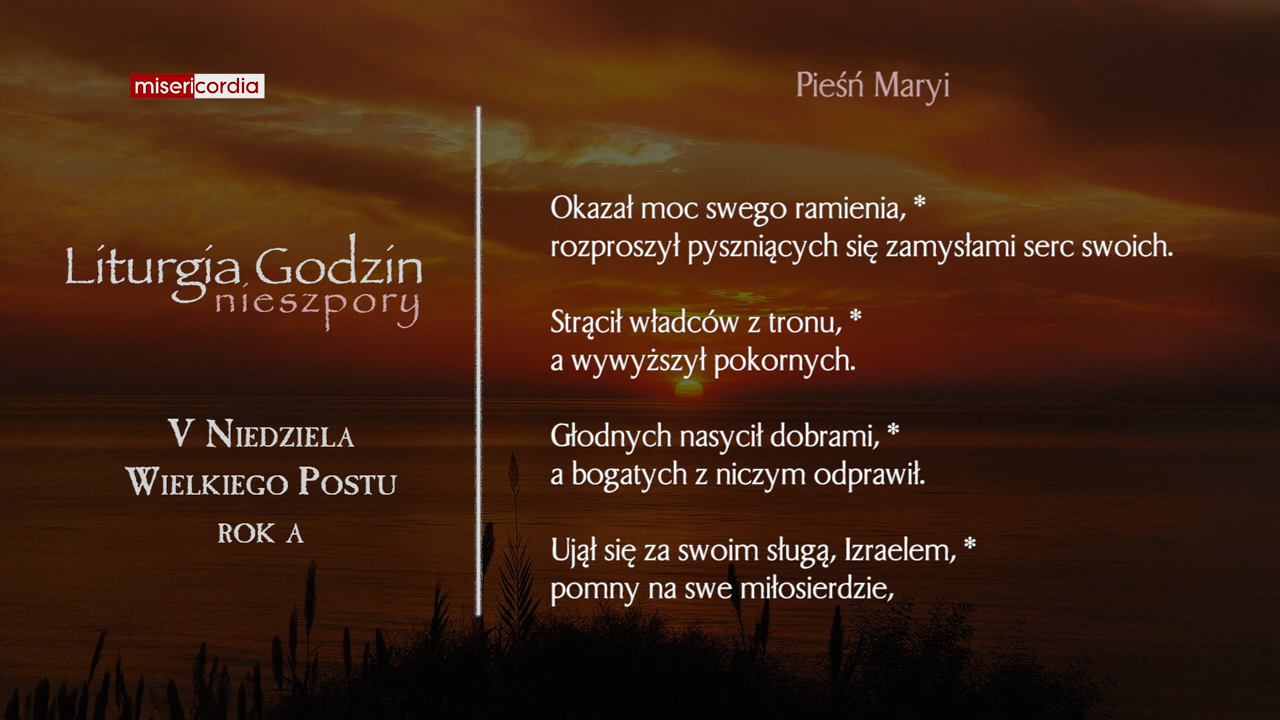 misericordia
Liturgia Godzin
nieszpory
V Niedziela
Wielkiego Postu
rok a
Pieśń Maryi
Okazał moc swego ramienia, *
rozproszył pyszniących się zamysłami serc swoich.
Strącił władców z tronu, *
a wywyższył pokornych.
Głodnych nasycił dobrami, *
a bogatych z niczym odprawił.
Ujął się za swoim sługą, Izraelem, *
pomny na swe miłosierdzie,